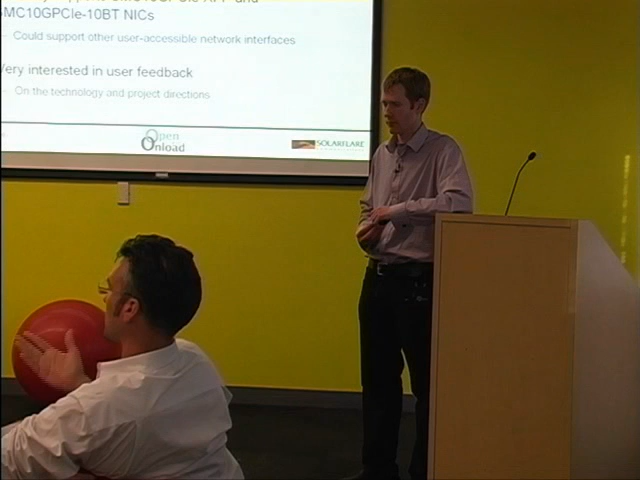 SMC10GPCIe-10BT NICs
– Could support other user-accessible network interfaces
Very interested in user feedback
– On the technology and project directions
Open
Onload
SOLARFLARE